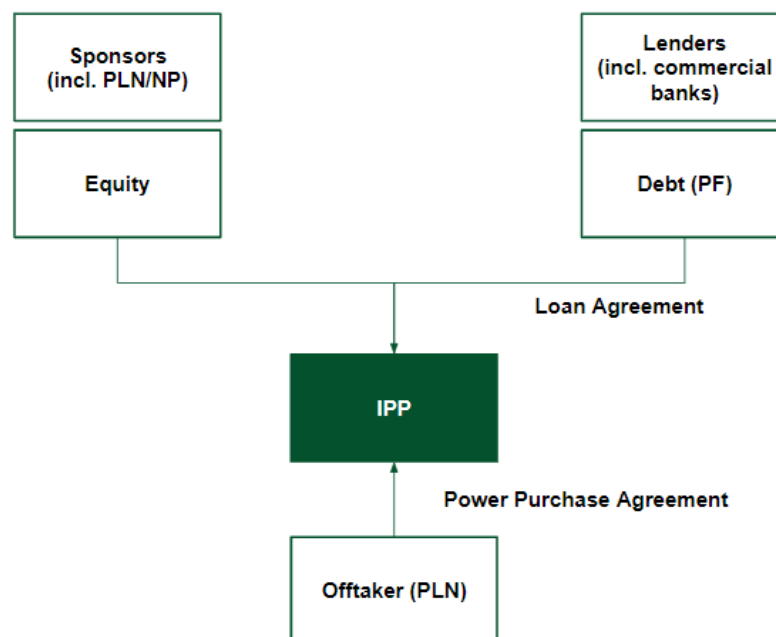 Sponsors
(incl. PLN/NP)
Lenders
(incl. commercial
banks)
Equity
Debt (PF)
Loan Agreement
IPP
Power Purchase Agreement
Offtaker (PLN)